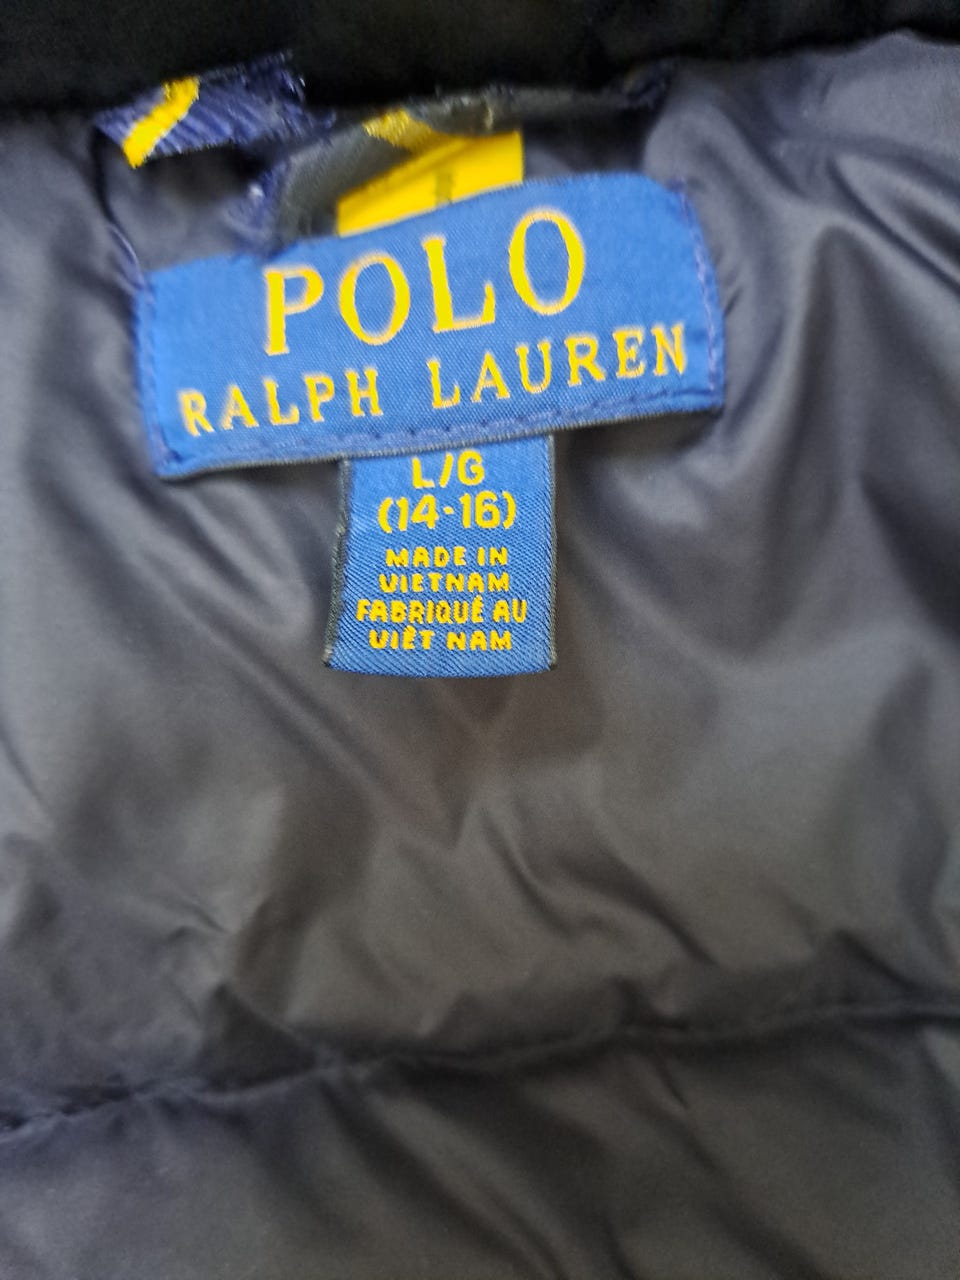 POLO
RALPH LAUREN
L/G
(14-16)
MADE IN
VIETNAM
FABRIQUÉ AU
VIÊT NAM